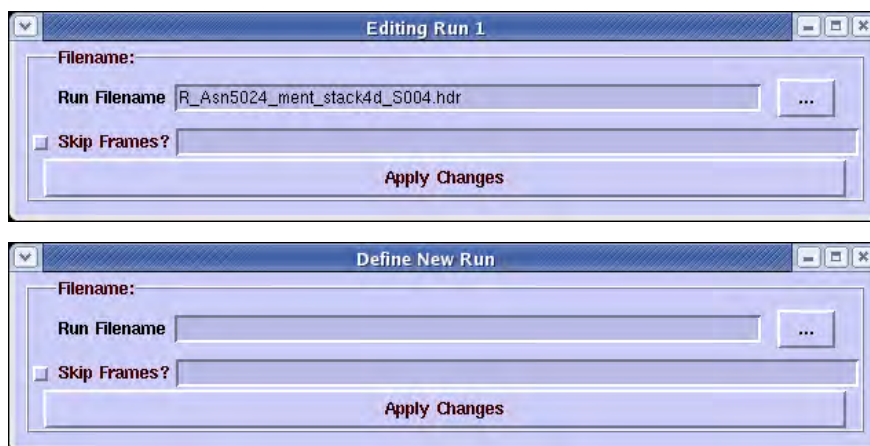 Editing Run 1
Filename:
Run Filename R_Asn5024_ment_stack4d_S004.hdr ...
Skip Frames?
Apply Changes
Define New Run
Filename:
Run Filename ...
Skip Frames?
Apply Changes